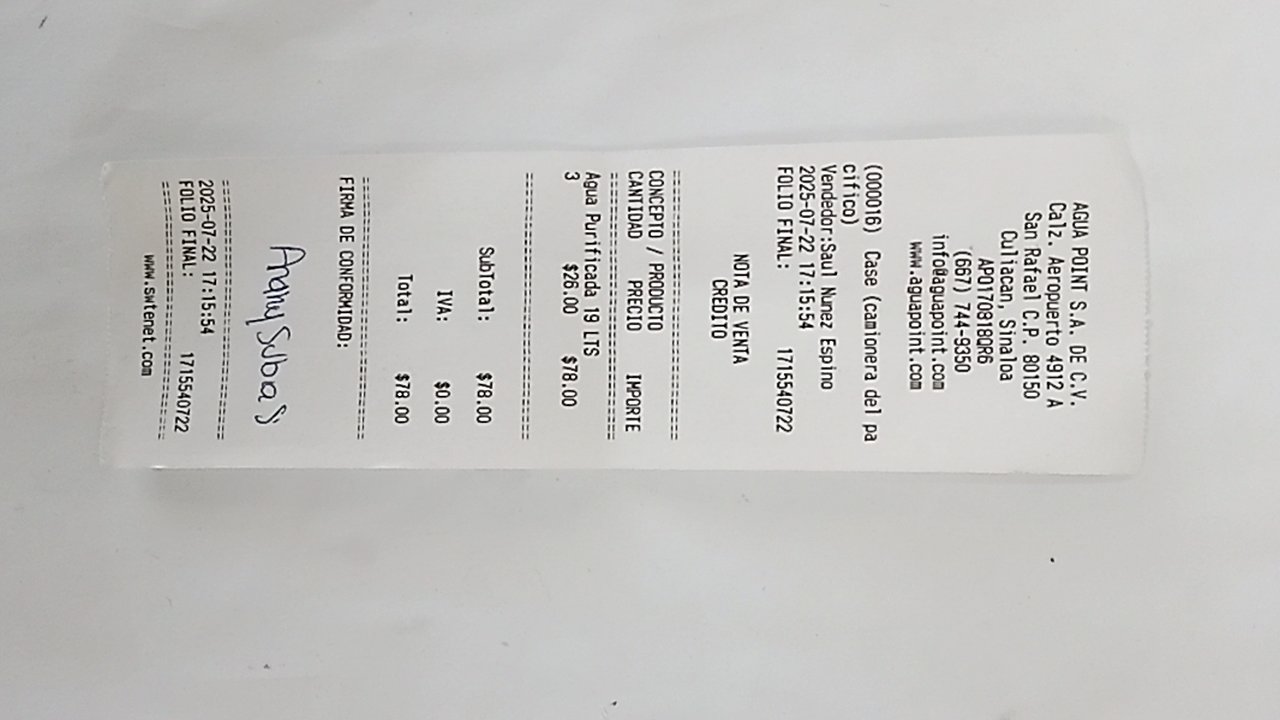 AGUA POINT S.A. DE C.V.
Calz. Aeropuerto 4912 A
San Rafael C.P. 80150
Culiacan, Sinaloa
APO170818QR6
(667) 744-9350
info@aguapoint.com
www.aguapoint.com
(000016) Case (camionera del pa
cifico)
Vendedor:Saul Nunez Espino
2025-07-22 17:15:54
FOLIO FINAL: 1715540722
NOTA DE VENTA
CREDITO
==============================
CONCEPTO / PRODUCTO
CANTIDAD PRECIO IMPORTE
==============================
Agua Purificada 19 LTS
3 $26.00 $78.00
==============================
SubTotal: $78.00
IVA: $0.00
Total: $78.00
==============================
FIRMA DE CONFORMIDAD:
==============================
2025-07-22 17:15:54
FOLIO FINAL: 1715540722
==============================
www.swtenet.com